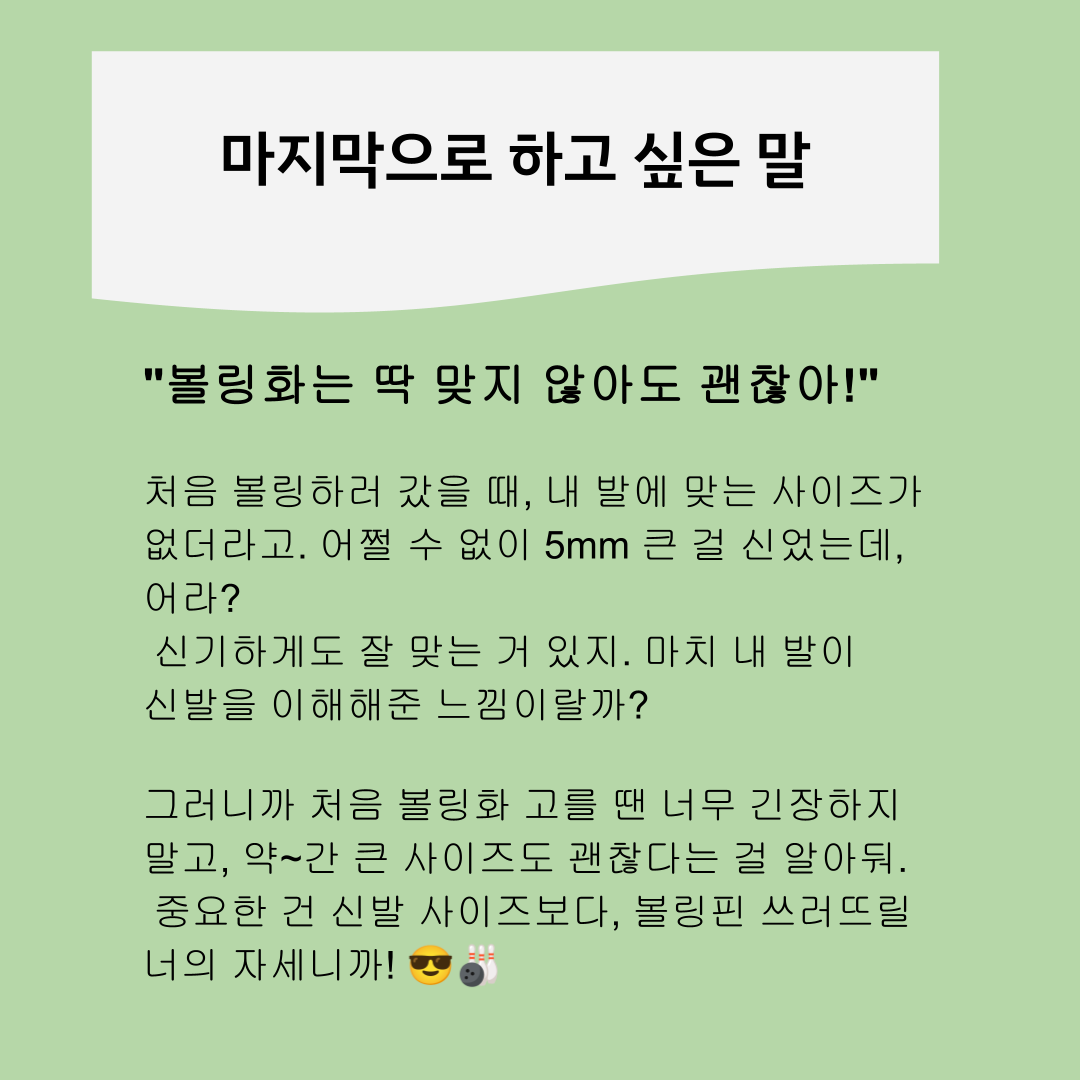 마지막으로 하고 싶은 말
"볼링화는 딱 맞지 않아도 괜찮아!"
처음 볼링하러 갔을 때, 내 발에 맞는 사이즈가
없더라고. 어쩔 수 없이 5mm 큰 걸 신었는데,
어라?
신기하게도 잘 맞는 거 있지. 마치 내 발이
신발을 이해해준 느낌이랄까?
그러니까 처음 볼링화 고를 땐 너무 긴장하지
말고, 약~간 큰 사이즈도 괜찮다는 걸 알아둬.
중요한 건 신발 사이즈보다, 볼링핀 쓰러뜨릴
너의 자세니까! 😎🎳